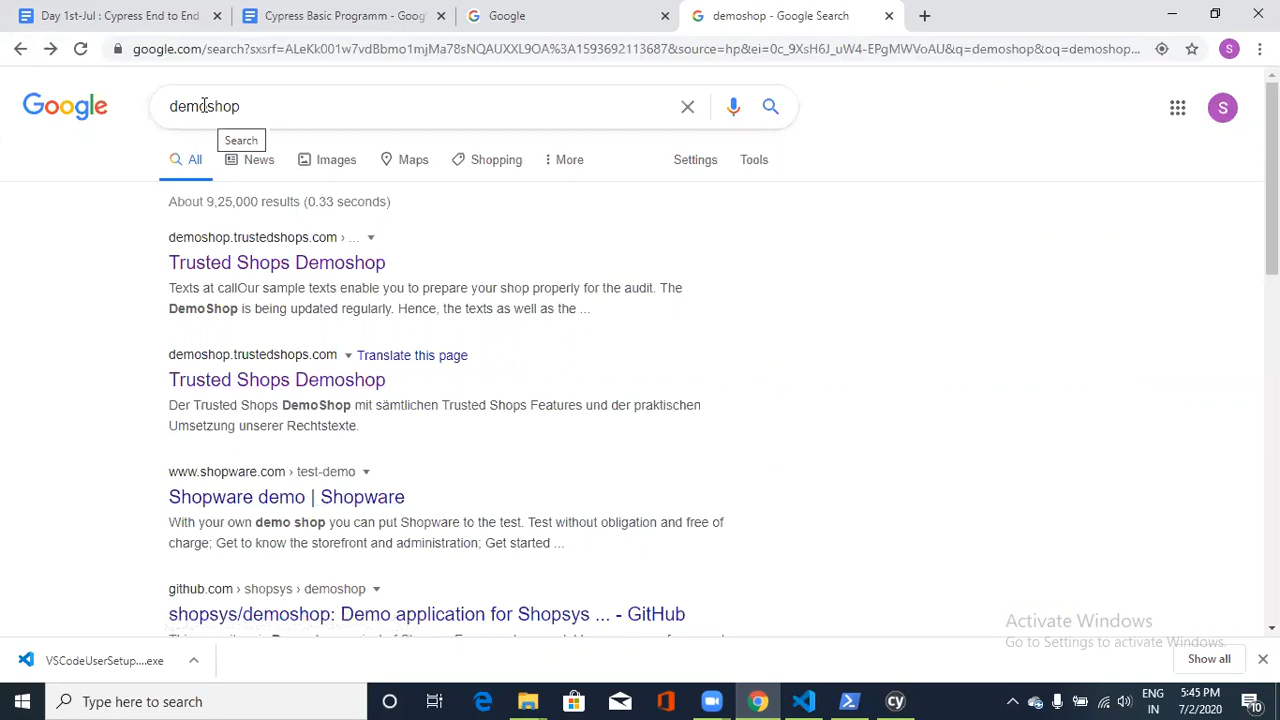 Day 1st-Jul : Cypress End to End
Cypress Basic Programm - Goog
Google
demoshop - Google Search
google.com/search?sxsrf=ALeKk001w7vdBbmo1mjMa78sNQAUXXL9OA%3A1593692113687&source=hp&ei=0c_9XsH6J_uW4-EPgMWVoAU&q=demoshop&oq=demoshop...
S
Google
demoshop
S
Search
All
News
Images
Maps
Shopping
More
Settings
Tools
About 9,25,000 results (0.33 seconds)
demoshop.trustedshops.com › ...
Trusted Shops Demoshop
Texts at callOur sample texts enable you to prepare your shop properly for the audit. The
DemoShop is being updated regularly. Hence, the texts as well as the ...
demoshop.trustedshops.com Translate this page
Trusted Shops Demoshop
Der Trusted Shops DemoShop mit sämtlichen Trusted Shops Features und der praktischen
Umsetzung unserer Rechtstexte.
www.shopware.com › test-demo
Shopware demo | Shopware
With your own demo shop you can put Shopware to the test. Test without obligation and free of
charge; Get to know the storefront and administration; Get started ...
github.com › shopsys › demoshop
shopsys/demoshop: Demo application for Shopsys ... - GitHub
Activate Windows
Go to Settings to activate Windows.
VSCodeUserSetup....exe
Show all
Type here to search
cy
ENG
IN
5:45 PM
7/2/2020
10